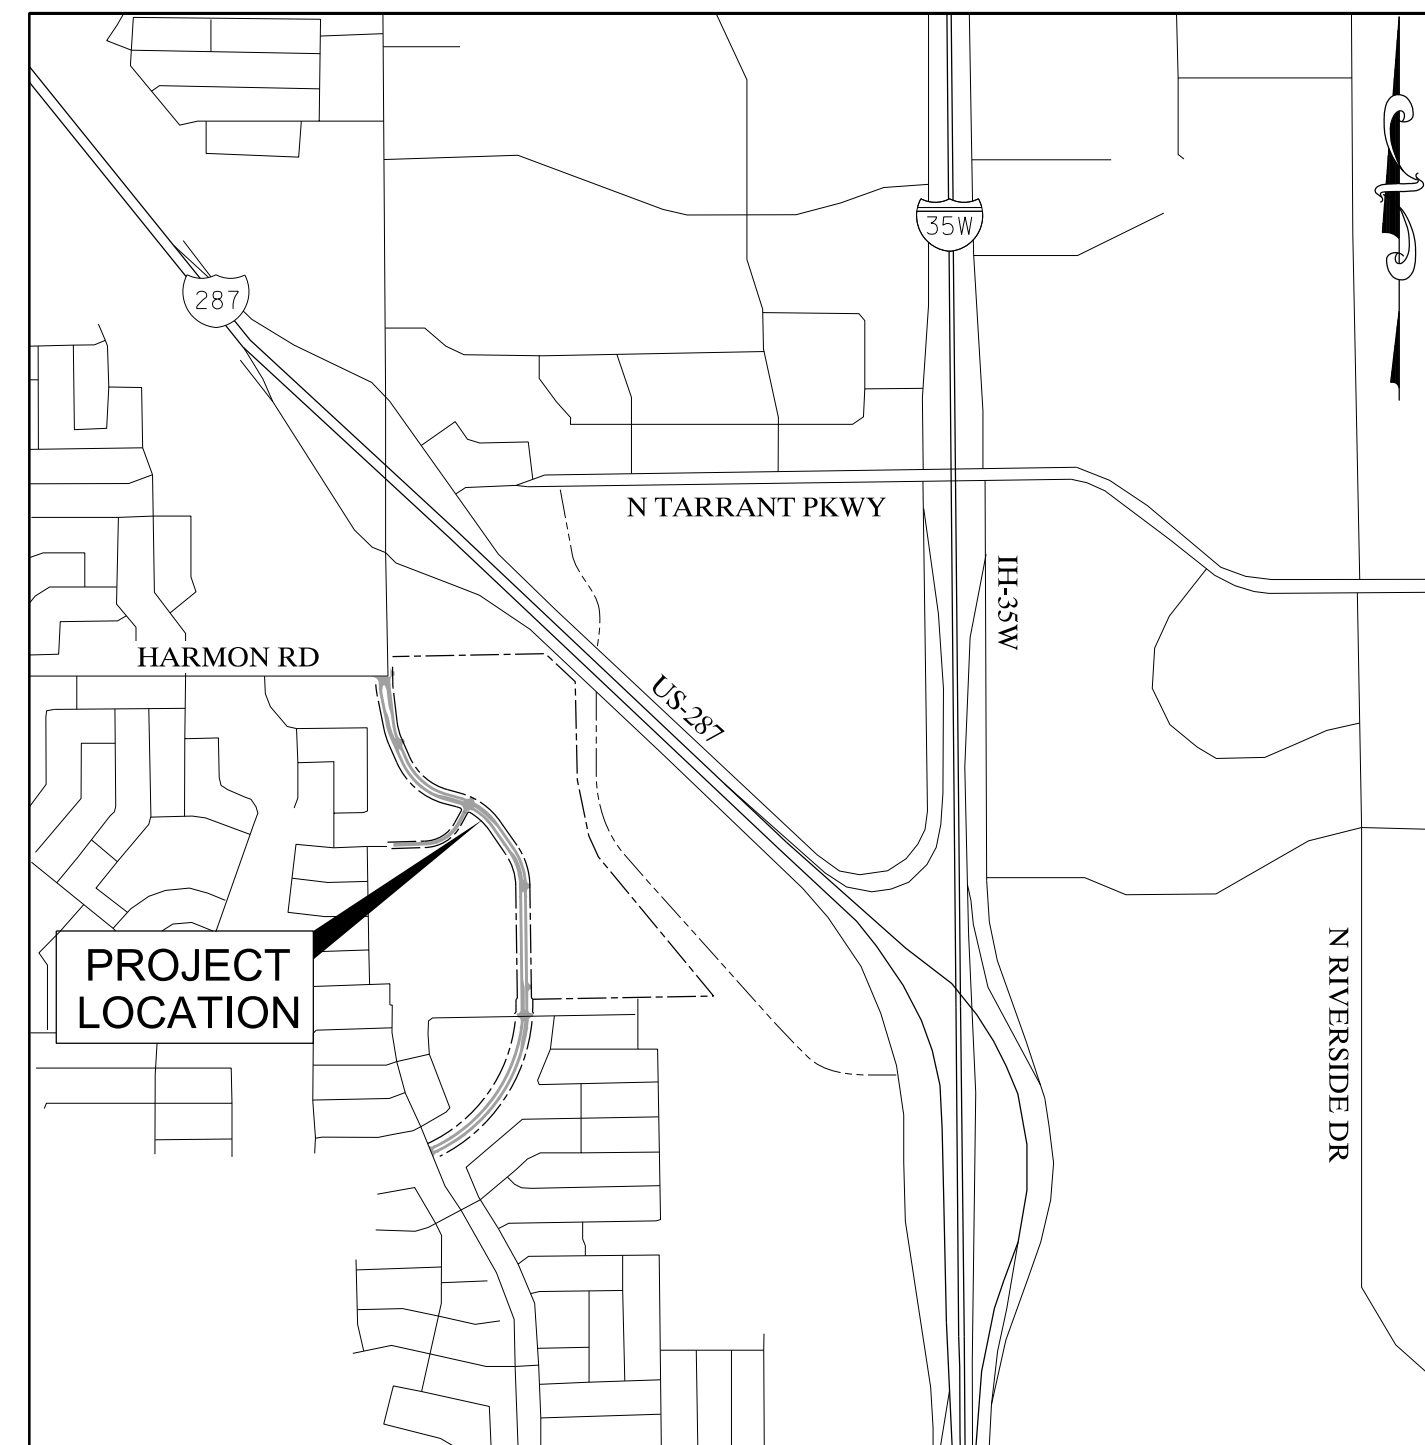 35W
287
N TARRANT PKWY
IH-35W
HARMON RD
US-287
PROJECT
LOCATION
N RIVERSIDE DR